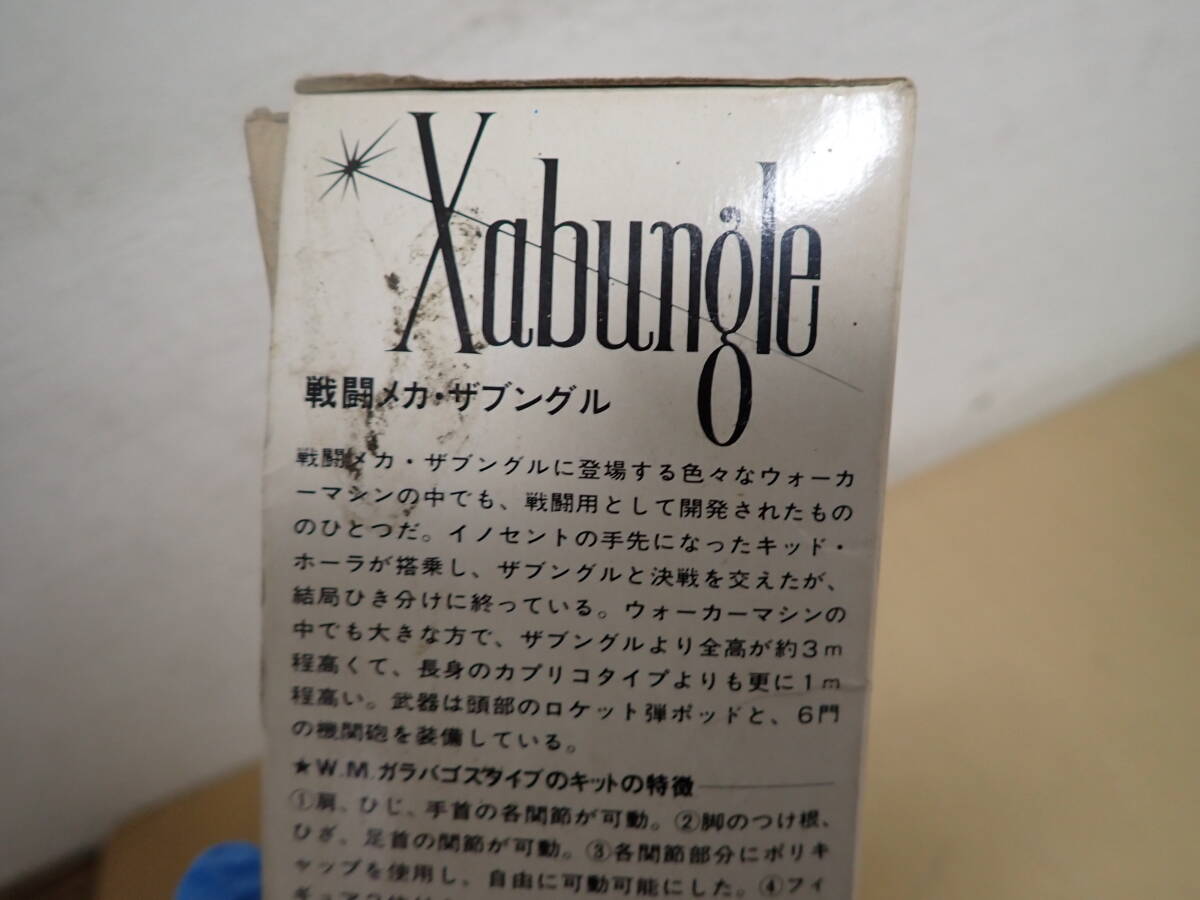 Xabungle
戦闘メカ・ザブングル
戦闘メカ・ザブングルに登場する色々なウォーカ
ーマシンの中でも、戦闘用として開発されたもの
のひとつだ。イノセントの手先になったキッド・
ホーラが搭乗し、ザブングルと決戦を交えたが、
結局ひき分けに終っている。ウォーカーマシンの
中でも大きな方で、ザブングルより全高が約3m
程高くて、長身のカプリコタイプよりも更に1m
程高い。武器は頭部のロケット弾ポッドと、6門
の機関砲を装備している。
★W.M.ガラバゴスタイプのキットの特徴
①肩、ひじ、手首の各関節が可動。②脚のつけ根、
ひざ、足首の関節が可動。③各関節部分にポリキ
ャップを使用し、自由に可動可能にした。④フィ